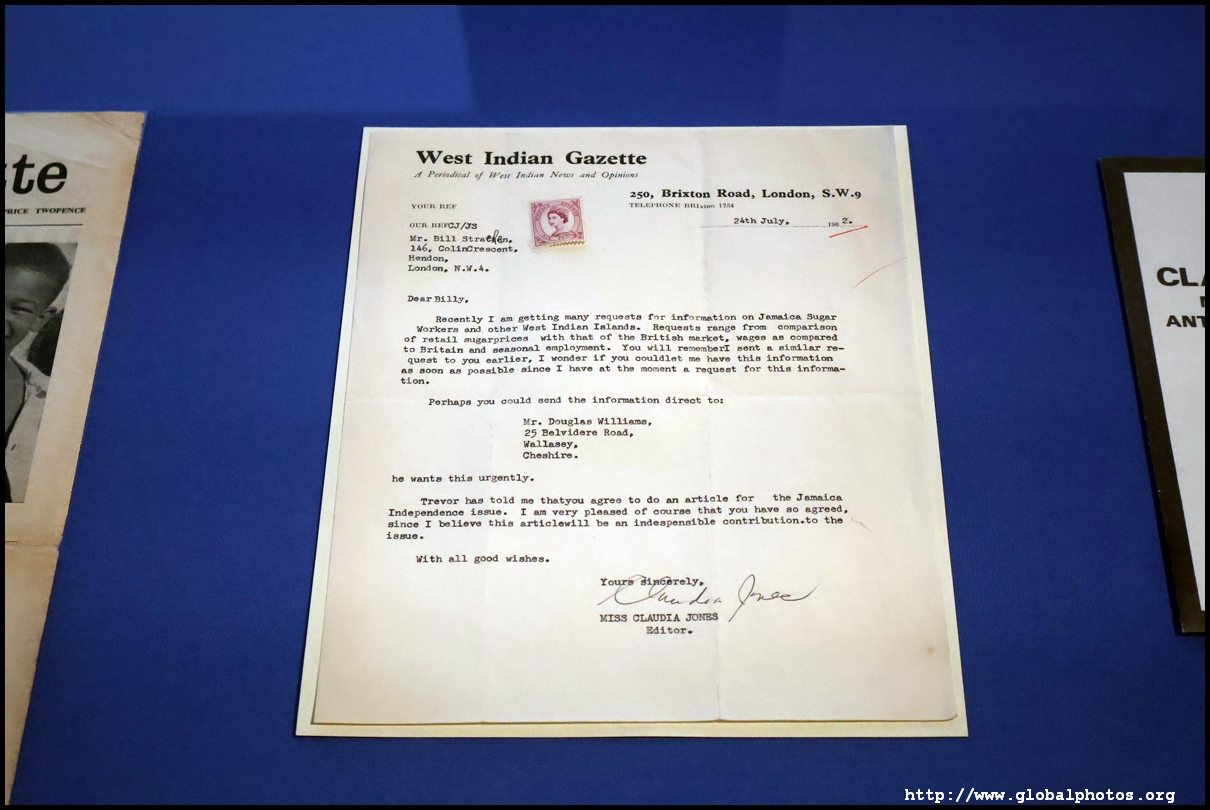 tte
PRICE TWOPENCE
West Indian Gazette
A Periodical of West Indian News and Opinions
250, Brixton Road, London, S.W.9
TELEPHONE BRIxton 1754
YOUR REF
24th July, 1962.
OUR REFCJ/JS
Mr. Bill Strachen,
146, ColinCrescent,
Hendon,
London, N.W.4.
Dear Billy,
Recently I am getting many requests for information on Jamaica Sugar
Workers and other West Indian Islands. Requests range from comparison
of retail sugarprices with that of the British market, wages as compared
to Britain and seasonal employment. You will rememberI sent a similar re-
quest to you earlier, I wonder if you couldlet me have this information
as soon as possible since I have at the moment a request for this informa-
tion.
Perhaps you could send the information direct to:
Mr. Douglas Williams,
25 Belvidere Road,
Wallasey,
Cheshire.
he wants this urgently.
Trevor has told me thatyou agree to do an article for the Jamaica
Independence issue. I am very pleased of course that you have so agreed,
since I believe this articlewill be an indespensible contribution.to the
issue.
With all good wishes.
Yours sincerely,
Claudia Jones
MISS CLAUDIA JONES
Editor.
CLA
ANT
http://www.globalphotos.org